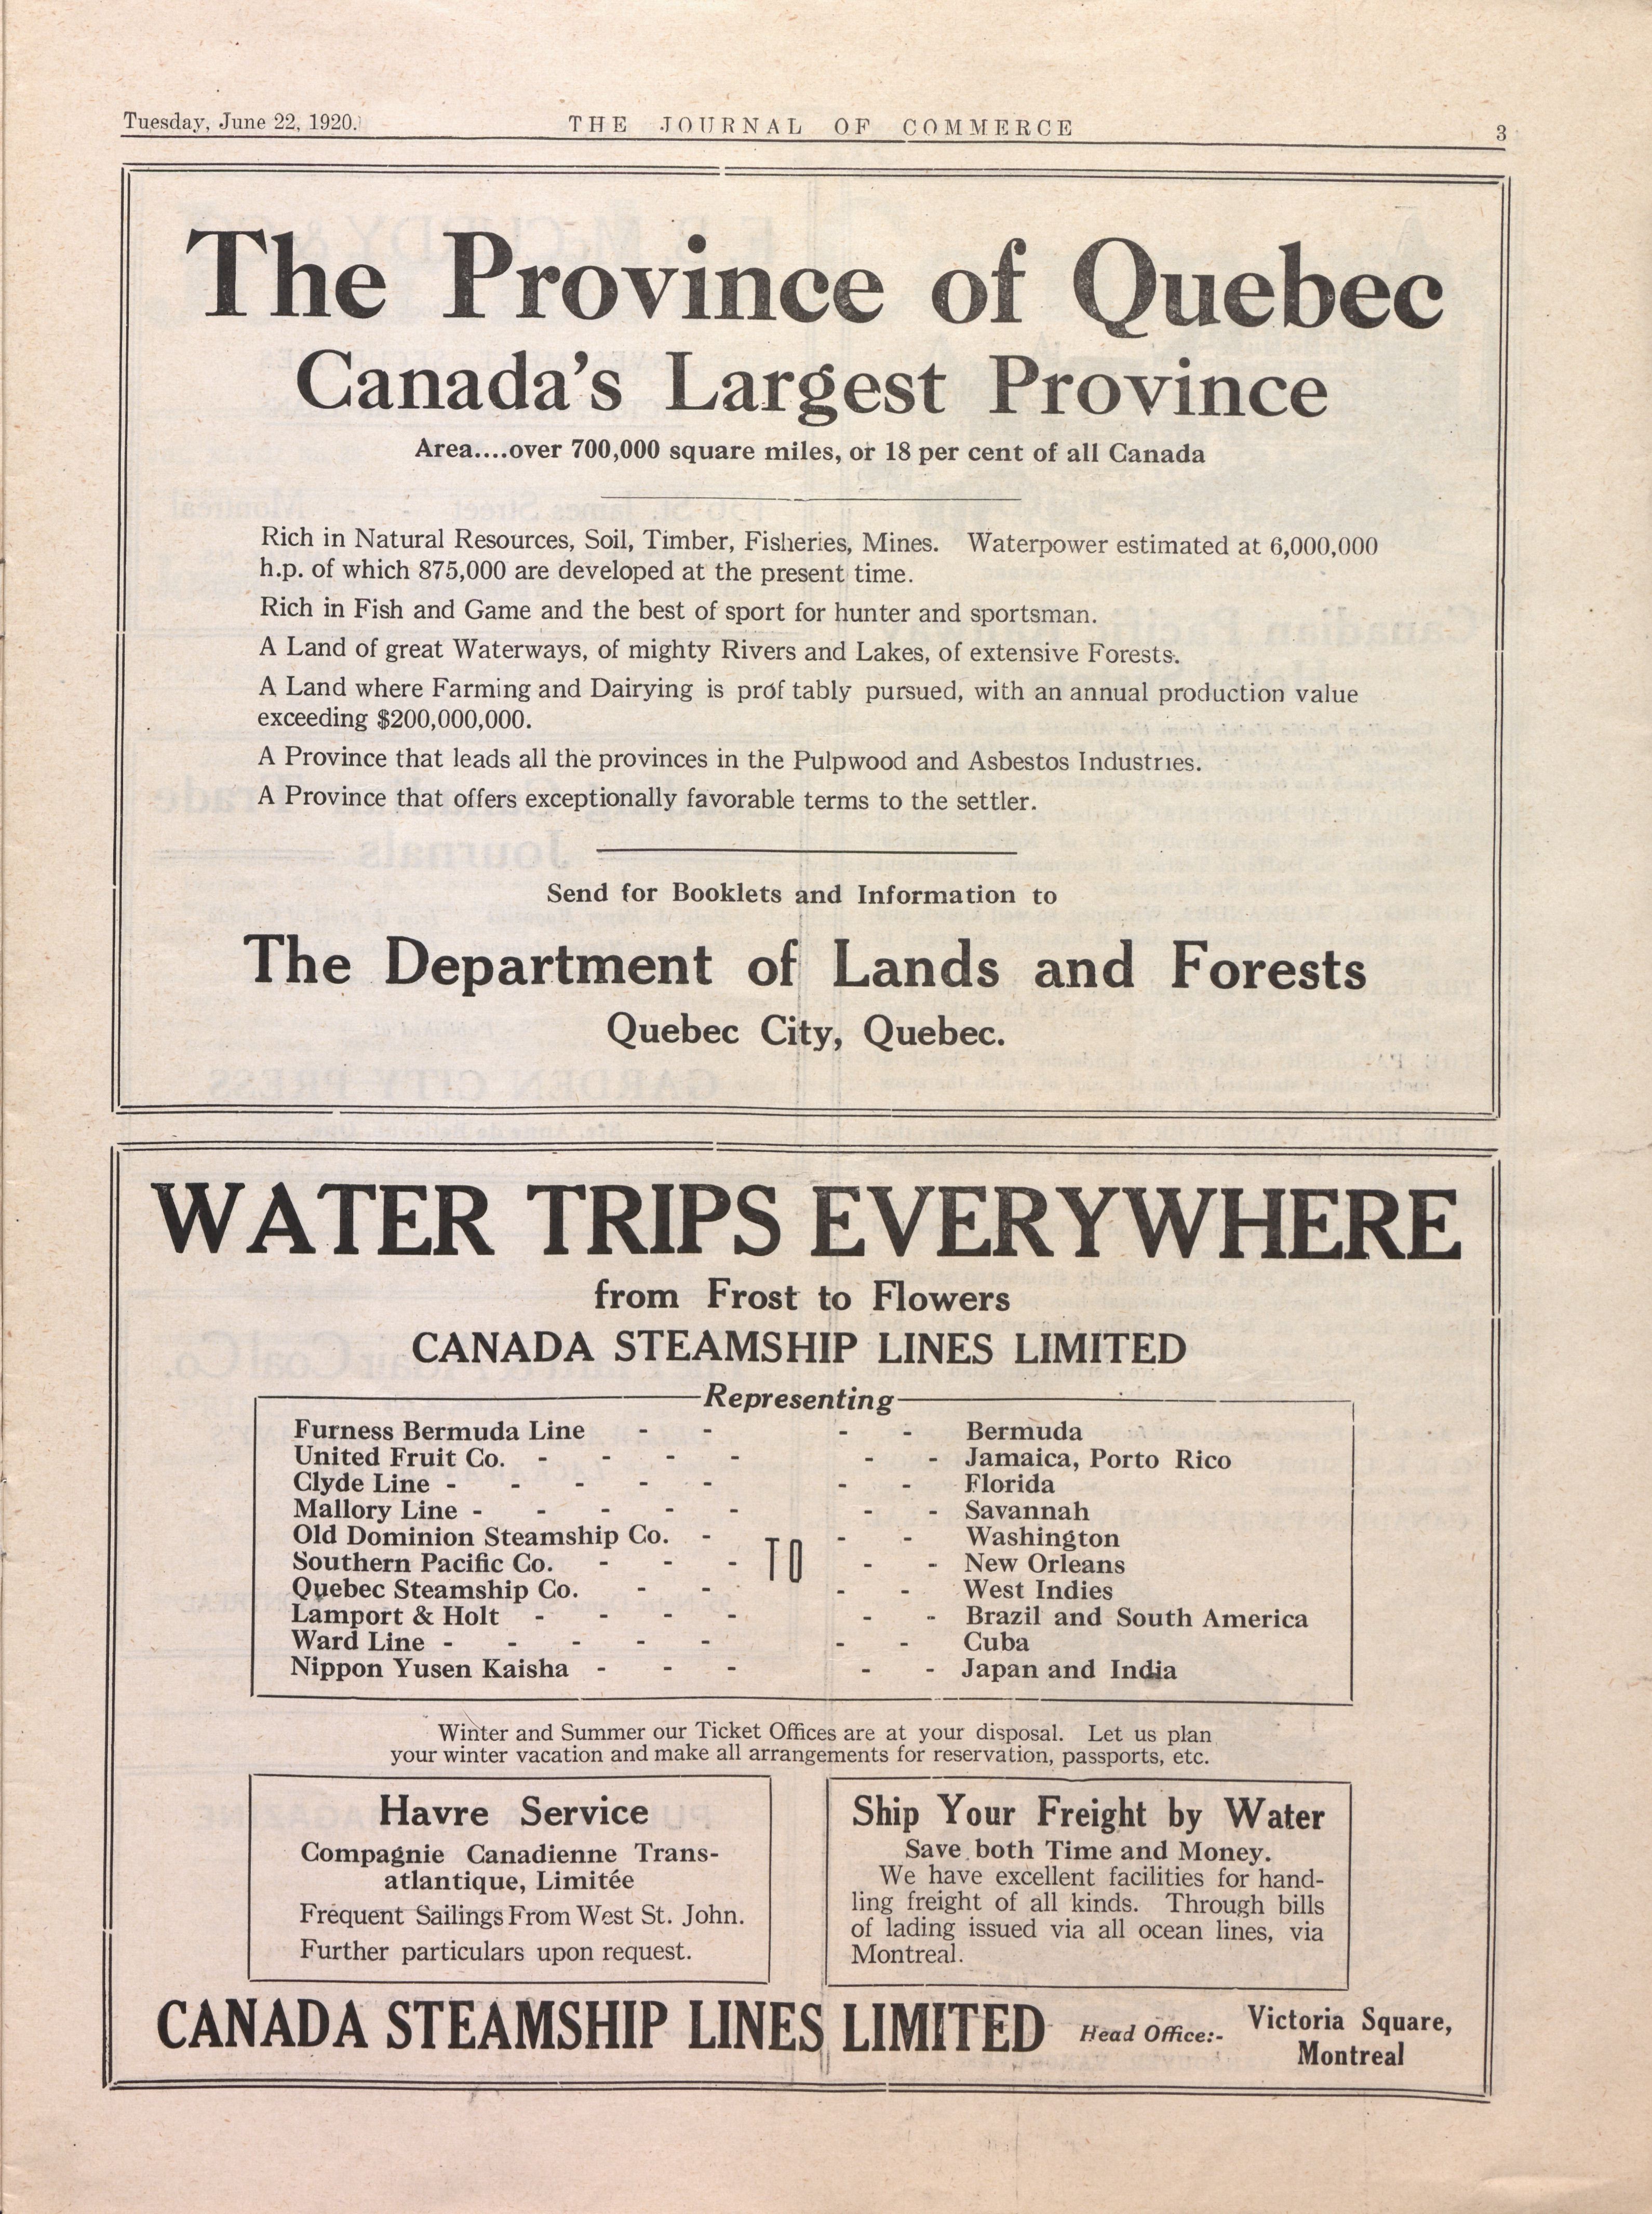 Tuesday, June 22, 1920.
THE JOURNAL OF COMMERCE
3
The Province of Quebec
Canada's Largest Province
Area....over 700,000 square miles, or 18 per cent of all Canada
Rich in Natural Resources, Soil, Timber, Fisheries, Mines. Waterpower estimated at 6,000,000
h.p. of which 875,000 are developed at the present time.
Rich in Fish and Game and the best of sport for hunter and sportsman.
A Land of great Waterways, of mighty Rivers and Lakes, of extensive Forests.
A Land where Farming and Dairying is prof tably pursued, with an annual production value
exceeding $200,000,000.
A Province that leads all the provinces in the Pulpwood and Asbestos Industries.
A Province that offers exceptionally favorable terms to the settler.
Send for Booklets and Information to
The Department of Lands and Forests
Quebec City, Quebec.
WATER TRIPS EVERYWHERE
from Frost to Flowers
CANADA STEAMSHIP LINES LIMITED
Representing
Furness Bermuda Line - - - - Bermuda
United Fruit Co. - - - - - - Jamaica, Porto Rico
Clyde Line - - - - - - - Florida
Mallory Line - - - - - - - Savannah
Old Dominion Steamship Co. - - - Washington
TO
Southern Pacific Co. - - - - - New Orleans
Quebec Steamship Co. - - - - West Indies
Lamport & Holt - - - - - - Brazil and South America
Ward Line - - - - - - - Cuba
Nippon Yusen Kaisha - - - - - Japan and India
Winter and Summer our Ticket Offices are at your disposal. Let us plan
your winter vacation and make all arrangements for reservation, passports, etc.
Havre Service
Compagnie Canadienne Trans-
atlantique, Limitée
Frequent Sailings From West St. John.
Further particulars upon request.
Ship Your Freight by Water
Save both Time and Money.
We have excellent facilities for hand-
ling freight of all kinds. Through bills
of lading issued via all ocean lines, via
Montreal.
CANADA STEAMSHIP LINES LIMITED Head Office:- Victoria Square,
Montreal